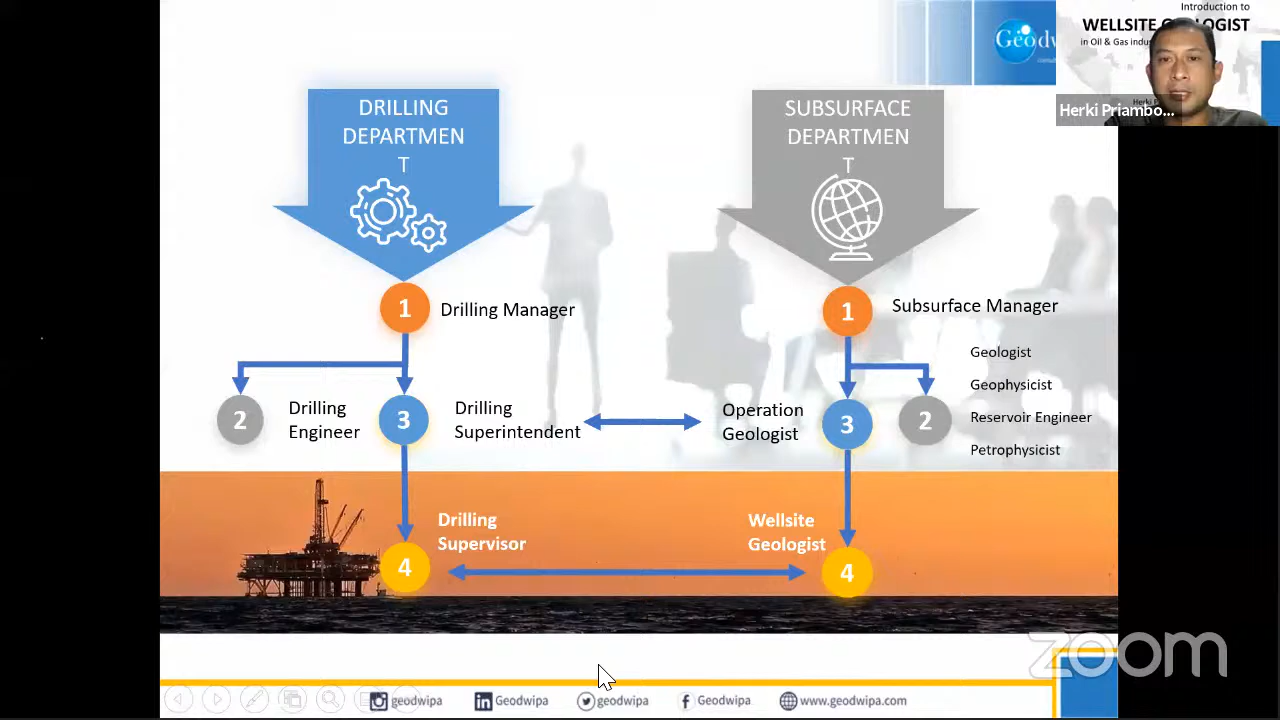 Introduction to
WELLSITE GEOLOGIST
in Oil & Gas
Herki Priambo...
DRILLING
DEPARTMEN
T
SUBSURFACE
DEPARTMEN
T
1
Drilling Manager
1
Subsurface Manager
2
Drilling
Engineer
3
Drilling
Superintendent
Operation
Geologist
3
2
Geologist
Geophysicist
Reservoir Engineer
Petrophysicist
Drilling
Supervisor
4
Wellsite
Geologist
4
zoom
geodwipa
Geodwipa
geodwipa
Geodwipa
www.geodwipa.com